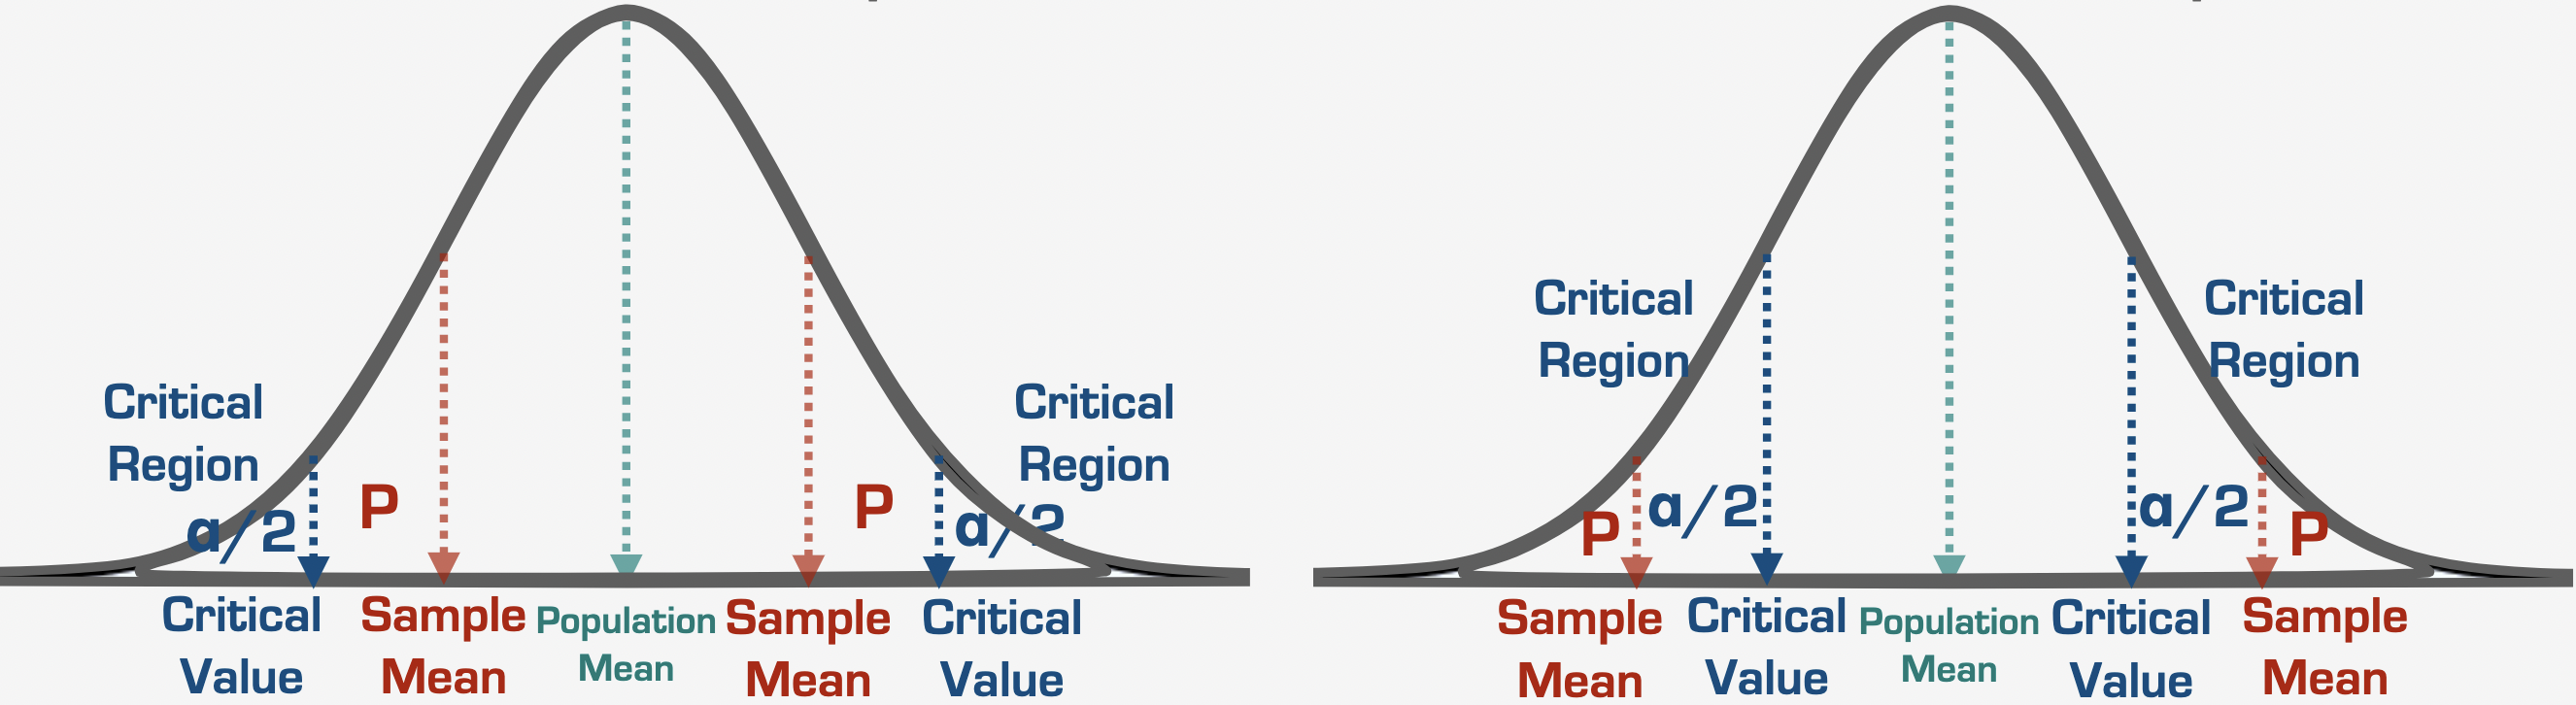 Critical
Region
α/2
P
P
Critical
Region
α/2
Critical
Value
Sample
Mean
Population
Mean
Sample
Mean
Critical
Value
Critical
Region
P
α/2
α/2
P
Critical
Region
Sample
Mean
Critical
Value
Population
Mean
Critical
Value
Sample
Mean